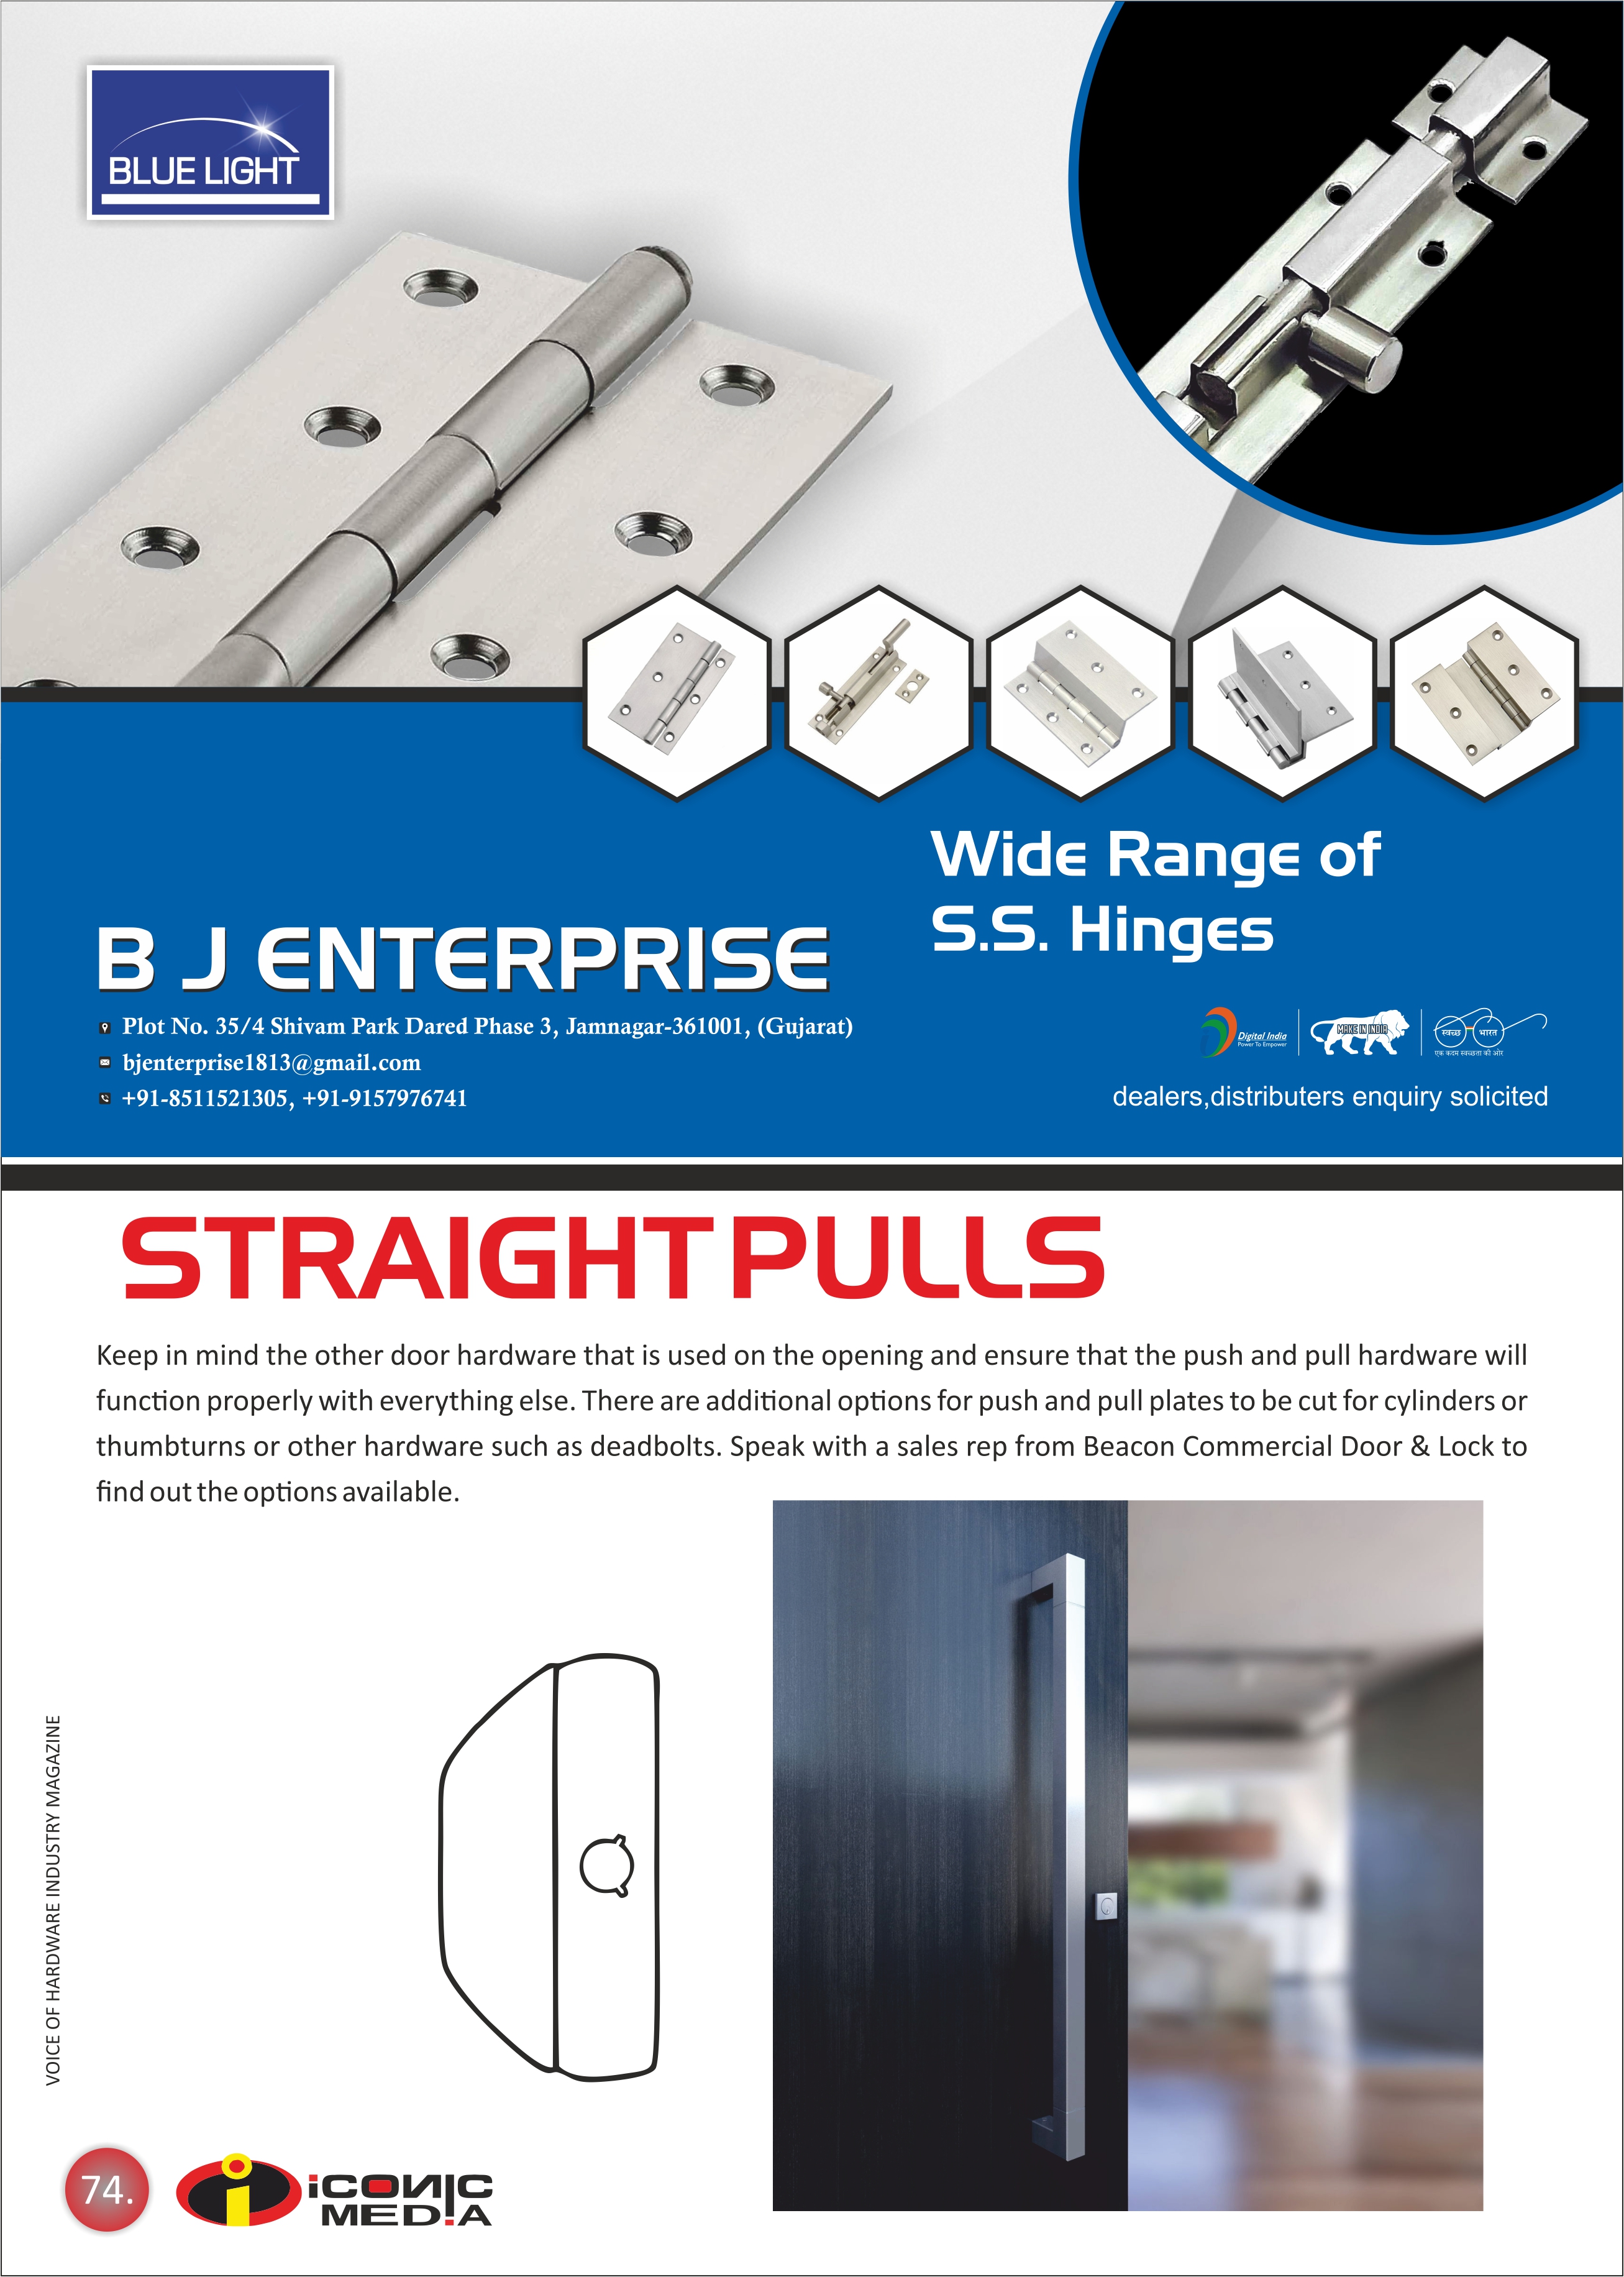 BLUE LIGHT
Wide Range of
S.S. Hinges
B J ENTERPRISE
Plot No. 35/4 Shivam Park Dared Phase 3, Jamnagar-361001, (Gujarat)
bjenterprise1813@gmail.com
+91-8511521305, +91-9157976741
Digital India
Power To Empower
MAKE IN INDIA
स्वच्छ भारत
एक कदम स्वच्छता की ओर
dealers,distributers enquiry solicited
STRAIGHT PULLS
Keep in mind the other door hardware that is used on the opening and ensure that the push and pull hardware will
function properly with everything else. There are additional options for push and pull plates to be cut for cylinders or
thumbturns or other hardware such as deadbolts. Speak with a sales rep from Beacon Commercial Door & Lock to
find out the options available.
VOICE OF HARDWARE INDUSTRY MAGAZINE
74.
iCONIC
MEDiA